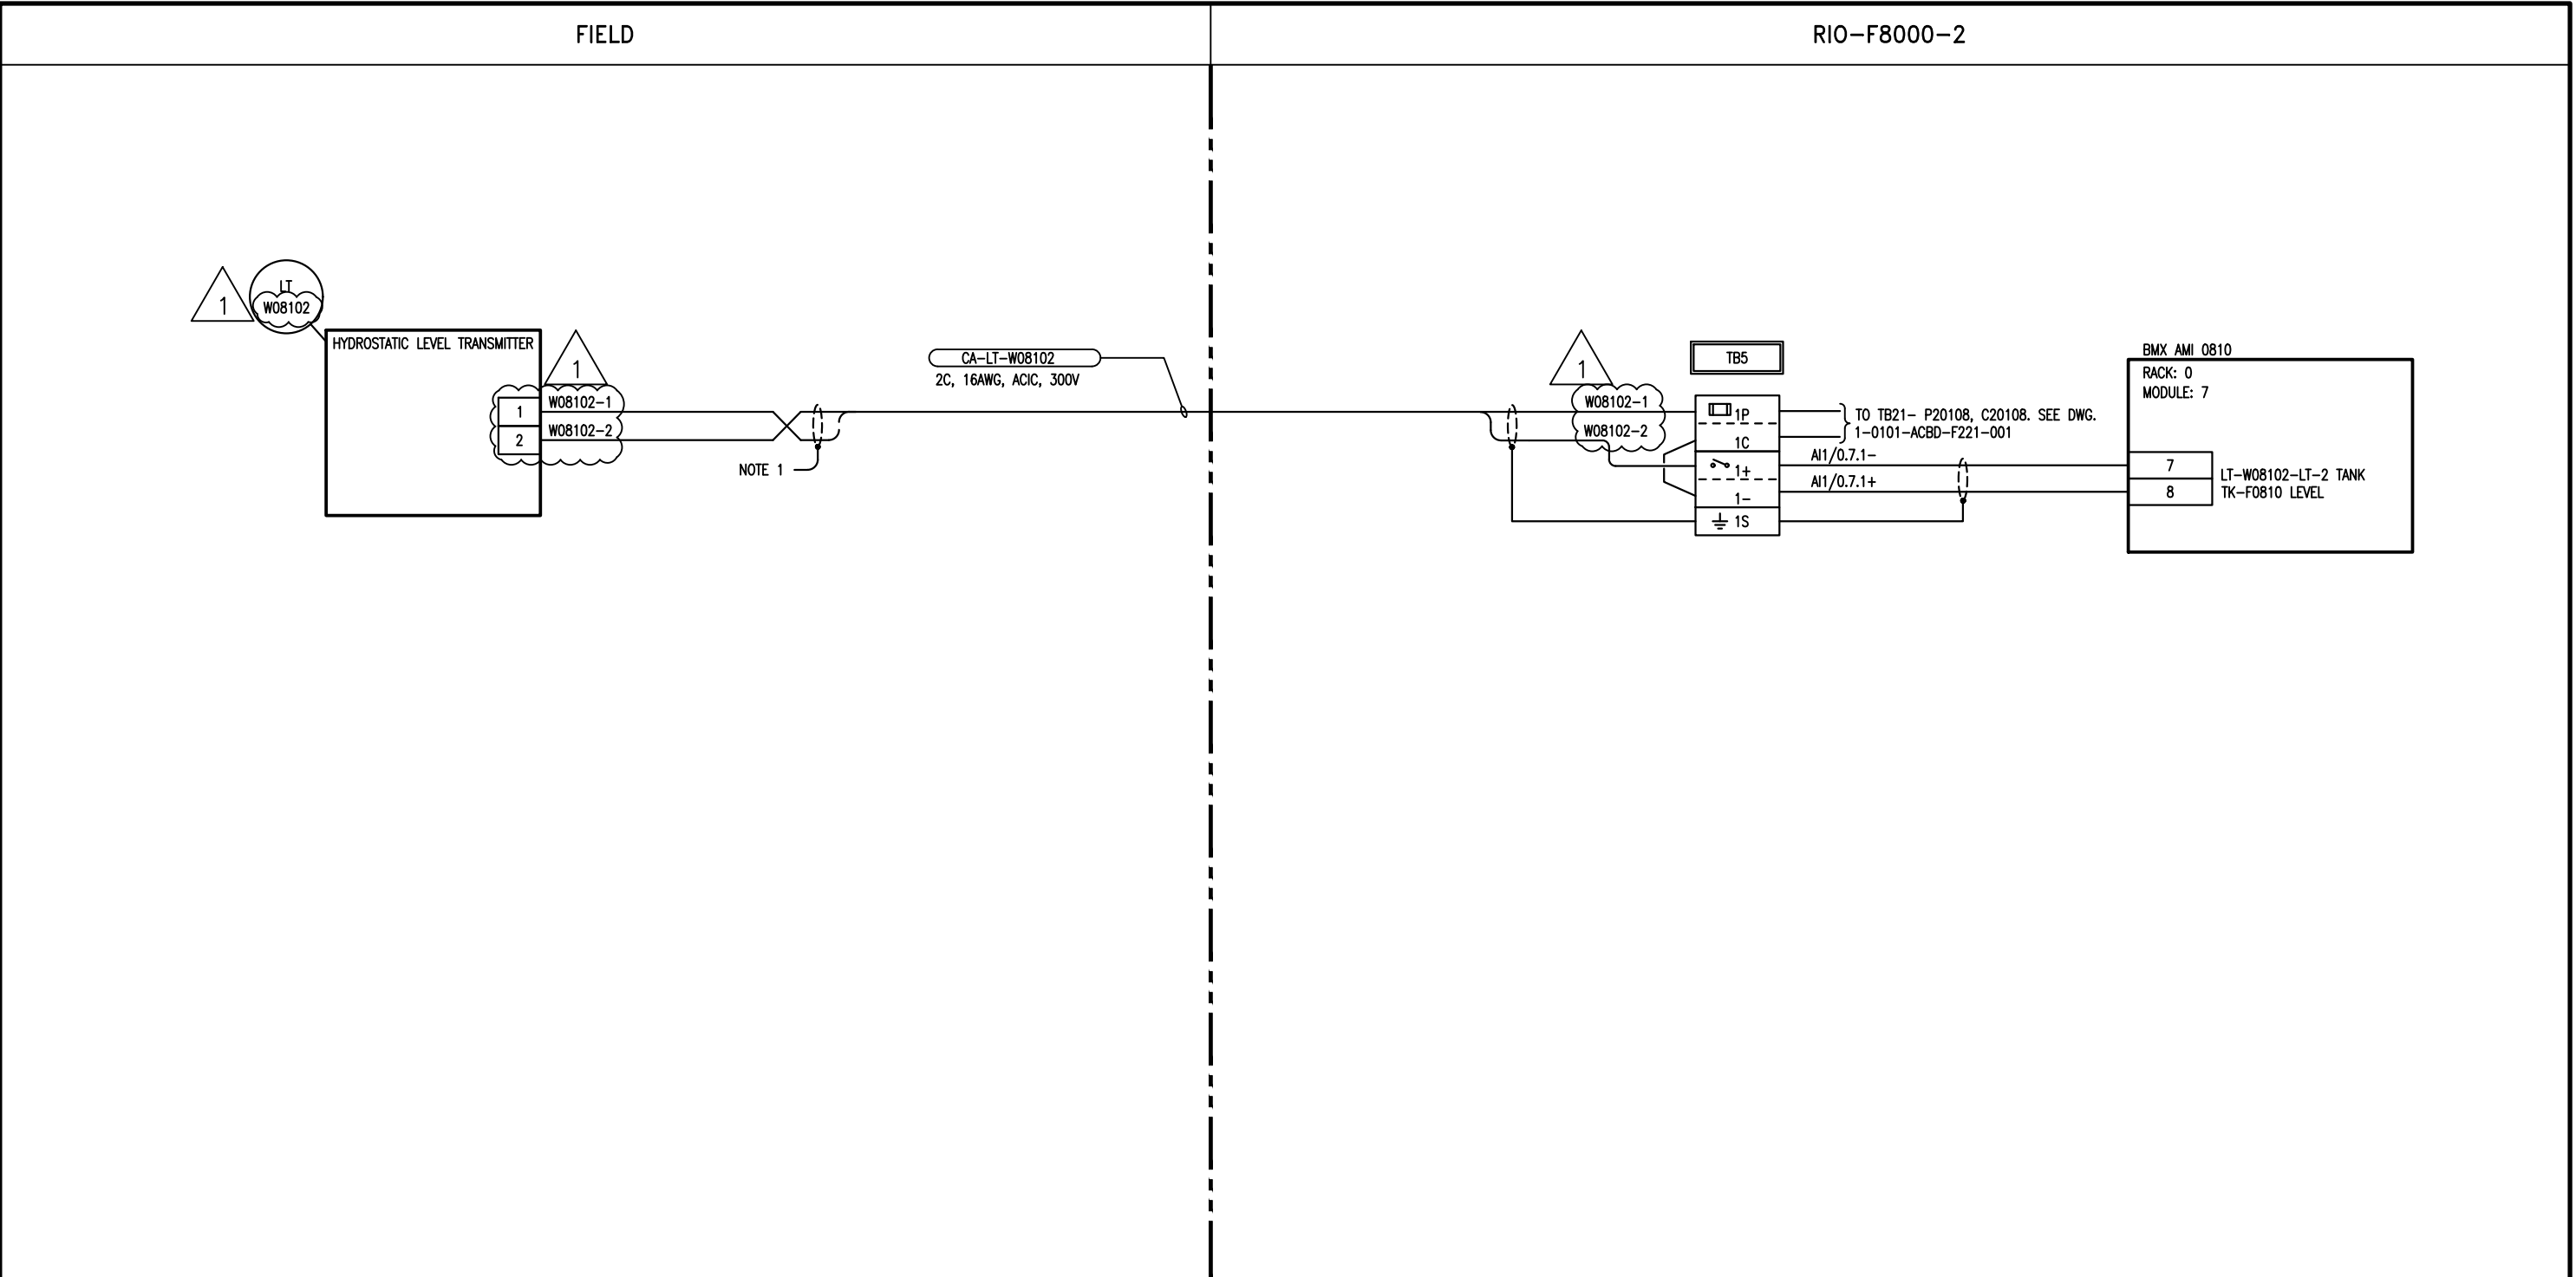 FIELD
RIO-F8000-2
1
LT
W08102
HYDROSTATIC LEVEL TRANSMITTER
1
1
W08102-1
2
W08102-2
NOTE 1
CA-LT-W08102
2C, 16AWG, ACIC, 300V
1
W08102-1
W08102-2
TB5
1P
1C
1+
1-
1S
TO TB21- P20108, C20108. SEE DWG.
1-0101-ACBD-F221-001
AI1/0.7.1-
AI1/0.7.1+
BMX AMI 0810
RACK: 0
MODULE: 7
7
8
LT-W08102-LT-2 TANK
TK-F0810 LEVEL